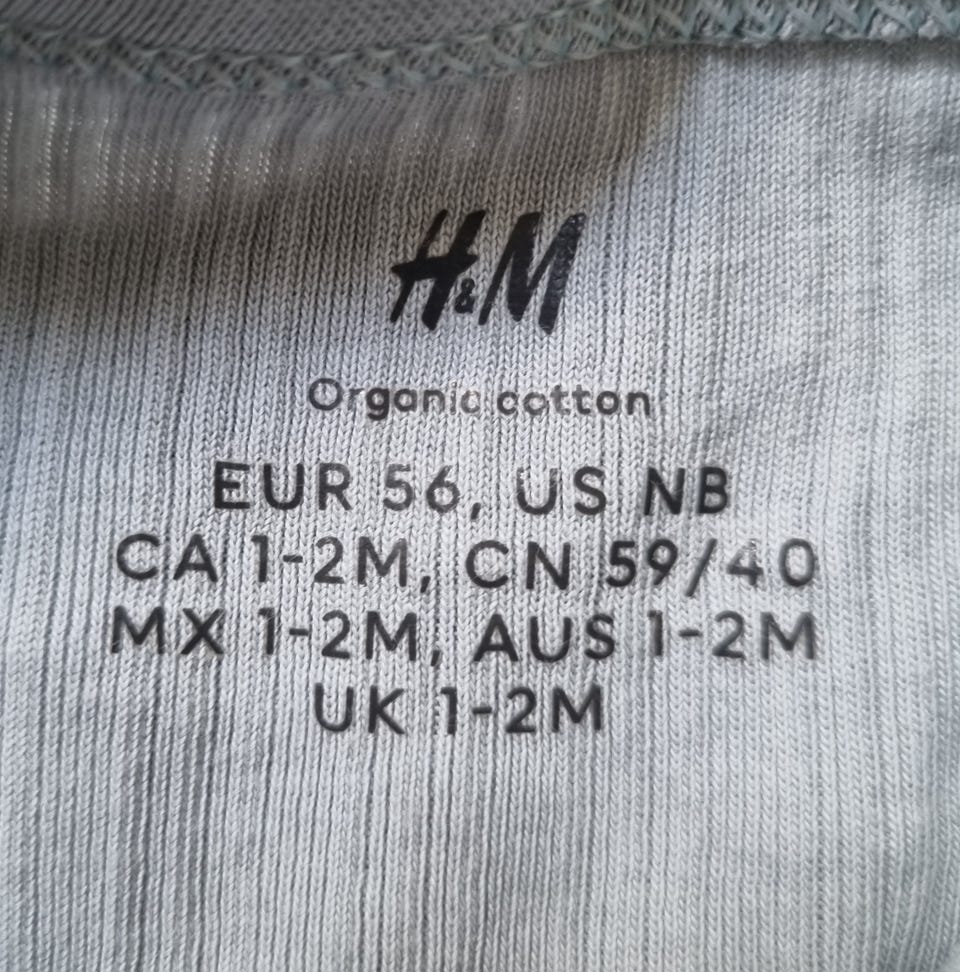 H&M
Organic cotton
EUR 56, US NB
CA 1-2M, CN 59/40
MX 1-2M, AUS 1-2M
UK 1-2M